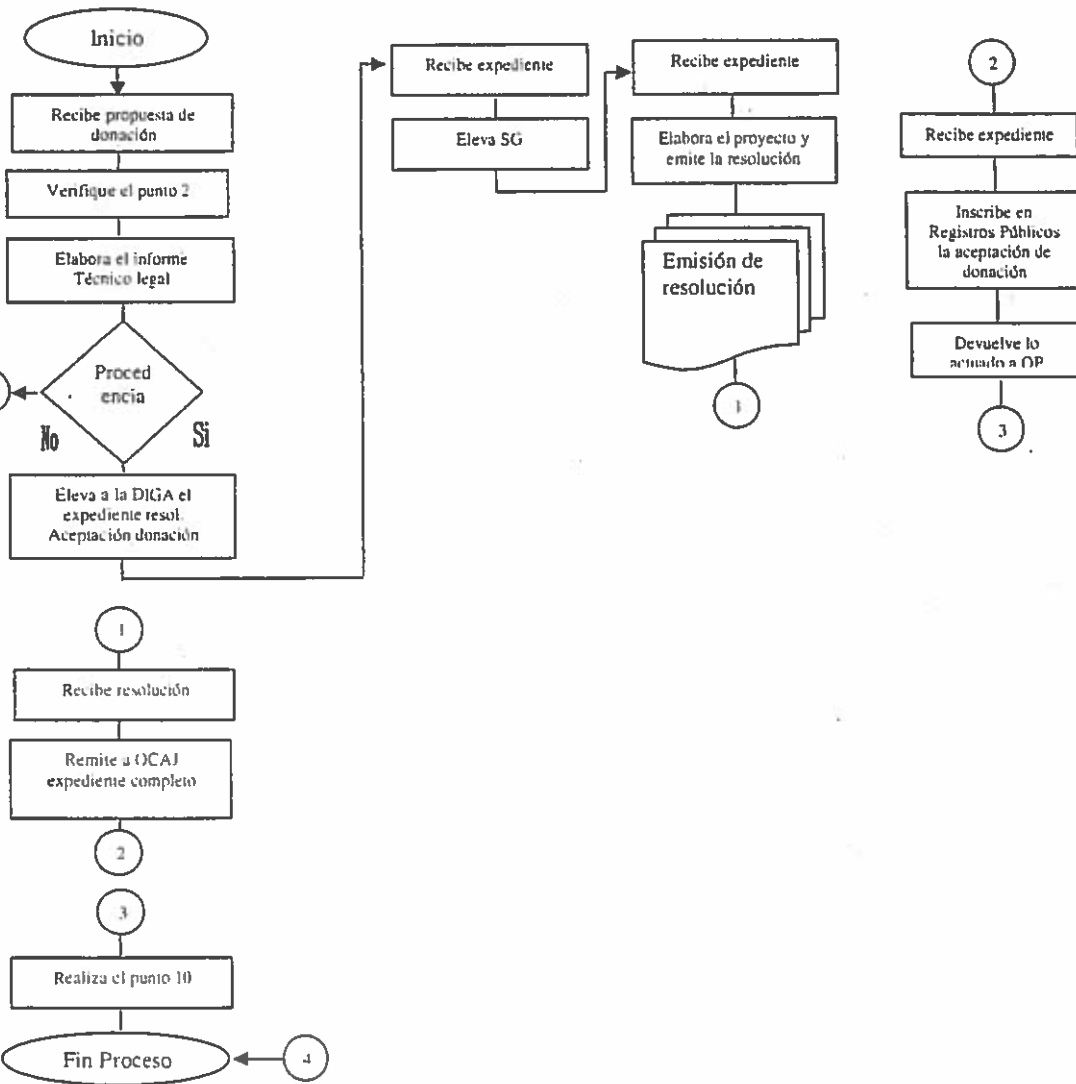 Inicio
Recibe propuesta de
donación
Verifique el punto 2
Elabora el informe
Técnico legal
Proced
encia
No
Si
Eleva a la DIGA el
expediente resol.
Aceptación donación
Recibe expediente
Eleva SG
Recibe expediente
Elabora el proyecto y
emite la resolución
Emisión de
resolución
1
2
Recibe expediente
Inscribe en
Registros Públicos
la aceptación de
donación
Devuelve lo
actuado a OP
3
1
Recibe resolución
Remite a OCAJ
expediente completo
2
3
Realiza el punto 10
Fin Proceso
4